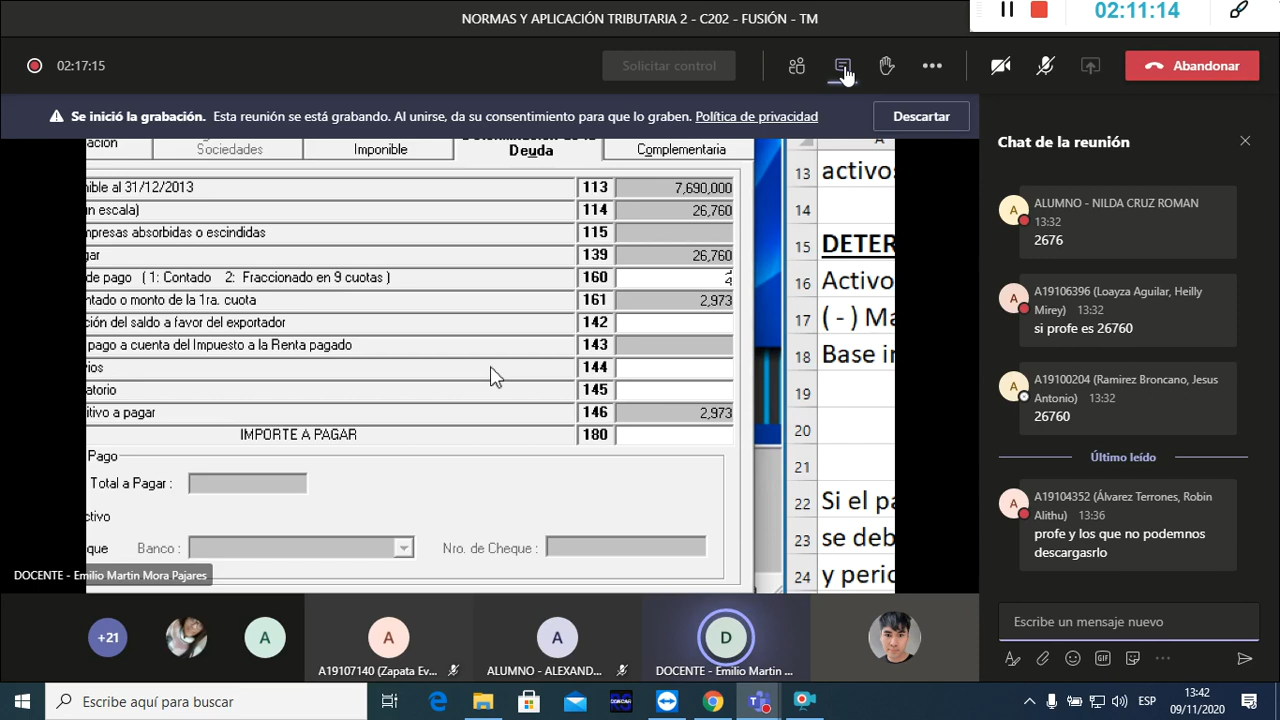 NORMAS Y APLICACIÓN TRIBUTARIA 2 - C202 - FUSIÓN - TM
02:11:14
02:17:15
Solicitar control
Abandonar
Se inició la grabación. Esta reunión se está grabando. Al unirse, da su consentimiento para que lo graben. Política de privacidad
Descartar
Sociedades
Imponible
Deuda
Complementaria
nible al 31/12/2013 113 7,690,000
ún escala) 114 26,760
mpresas absorbidas o escindidas 115
gar 139 26,760
de pago ( 1: Contado 2: Fraccionado en 9 cuotas ) 160
ntado o monto de la 1ra. cuota 161 2,973
ción del saldo a favor del exportador 142
pago a cuenta del Impuesto a la Renta pagado 143
vios 144
atorio 145
itivo a pagar 146 2,973
IMPORTE A PAGAR 180
Pago
Total a Pagar :
ctivo
que Banco : Nro. de Cheque :
A
13 activo
14
15 DETER
16 Activo
17 ( - ) Ma
18 Base in
19
20
21
22 Si el pa
23 se deb
24 y peric
DOCENTE - Emilio Martin Mora Pajares
+21
A
A
A19107140 (Zapata Ev...
A
ALUMNO - ALEXAND...
D
DOCENTE - Emilio Martin ...
Chat de la reunión
A
ALUMNO - NILDA CRUZ ROMAN
13:32
2676
A
A19106396 (Loayza Aguilar, Heilly
Mirey) 13:32
si profe es 26760
A
A19100204 (Ramirez Broncano, Jesus
Antonio) 13:32
26760
Último leído
A
A19104352 (Álvarez Terrones, Robin
Alithu) 13:36
profe y los que no podemnos
descargasrlo
Escribe un mensaje nuevo
GIF
Escribe aquí para buscar
ESP
13:42
09/11/2020